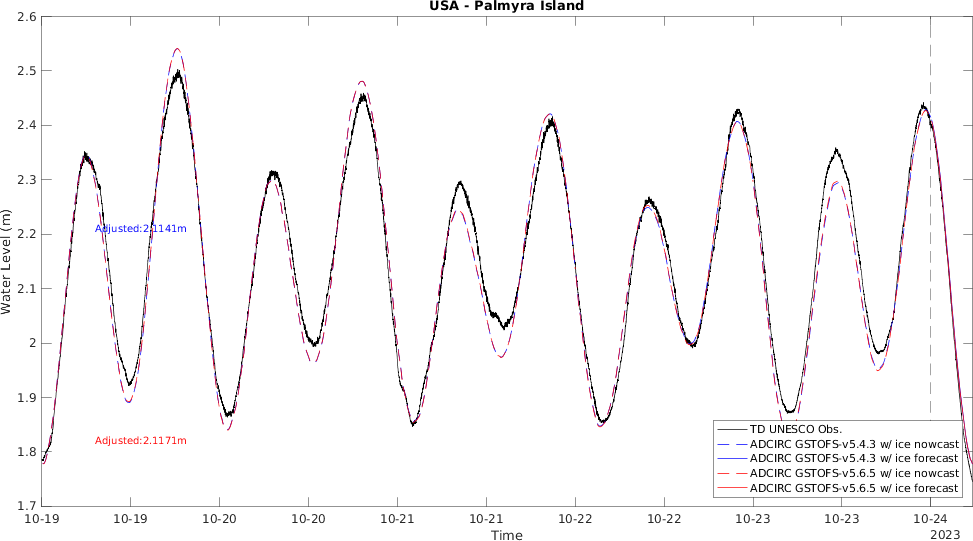 USA - Palmyra Island
2.6
2.5
2.4
2.3
2.2
2.1
2
1.9
1.8
1.7
Water Level (m)
Adjusted:2.1141m
Adjusted:2.1171m
TD UNESCO Obs.
ADCIRC GSTOFS-v5.4.3 w/ ice nowcast
ADCIRC GSTOFS-v5.4.3 w/ ice forecast
ADCIRC GSTOFS-v5.6.5 w/ ice nowcast
ADCIRC GSTOFS-v5.6.5 w/ ice forecast
10-19 10-19 10-20 10-20 10-21 10-21 10-22 10-22 10-23 10-23 10-24
Time
2023